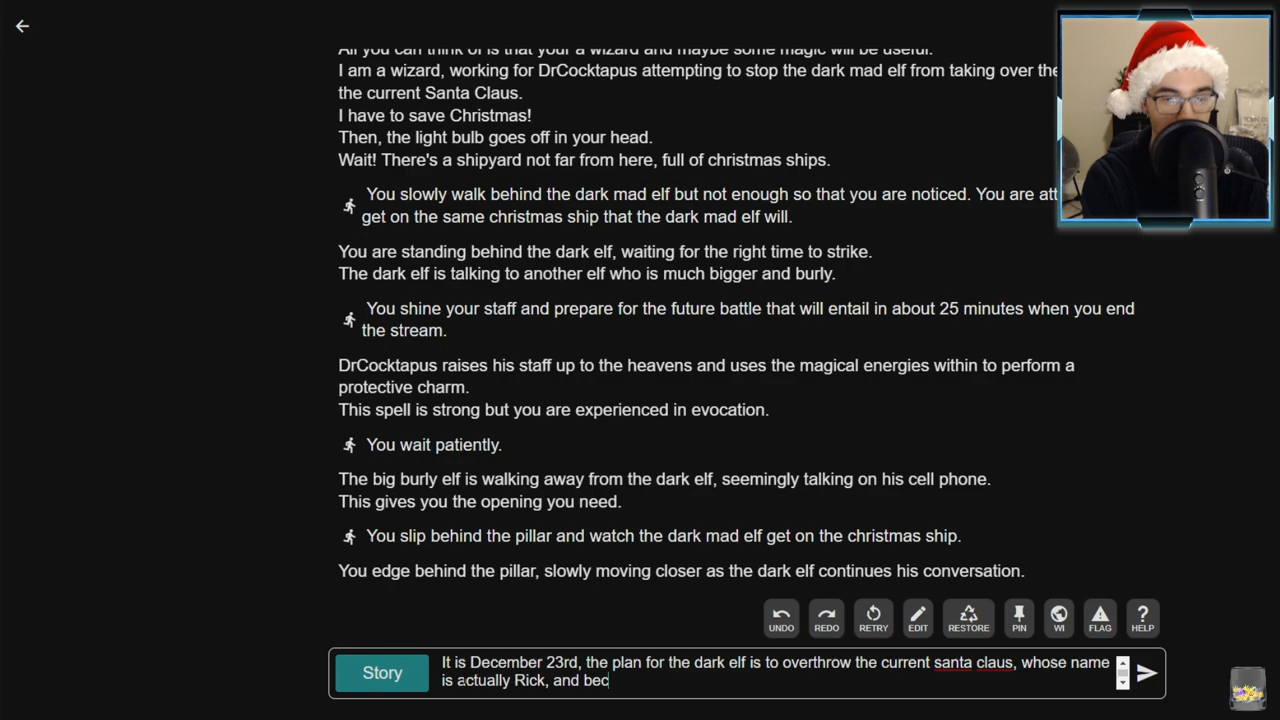 All you can think of is that your a wizard and maybe some magic will be useful.
I am a wizard, working for DrCocktapus attempting to stop the dark mad elf from taking over the
the current Santa Claus.
I have to save Christmas!
Then, the light bulb goes off in your head.
Wait! There's a shipyard not far from here, full of christmas ships.
You slowly walk behind the dark mad elf but not enough so that you are noticed. You are
get on the same christmas ship that the dark mad elf will.
You are standing behind the dark elf, waiting for the right time to strike.
The dark elf is talking to another elf who is much bigger and burly.
You shine your staff and prepare for the future battle that will entail in about 25 minutes when you end
the stream.
DrCocktapus raises his staff up to the heavens and uses the magical energies within to perform a
protective charm.
This spell is strong but you are experienced in evocation.
You wait patiently.
The big burly elf is walking away from the dark elf, seemingly talking on his cell phone.
This gives you the opening you need.
You slip behind the pillar and watch the dark mad elf get on the christmas ship.
You edge behind the pillar, slowly moving closer as the dark elf continues his conversation.
UNDO REDO RETRY EDIT RESTORE PIN WI FLAG HELP
Story
It is December 23rd, the plan for the dark elf is to overthrow the current santa claus, whose name
is actually Rick, and bec